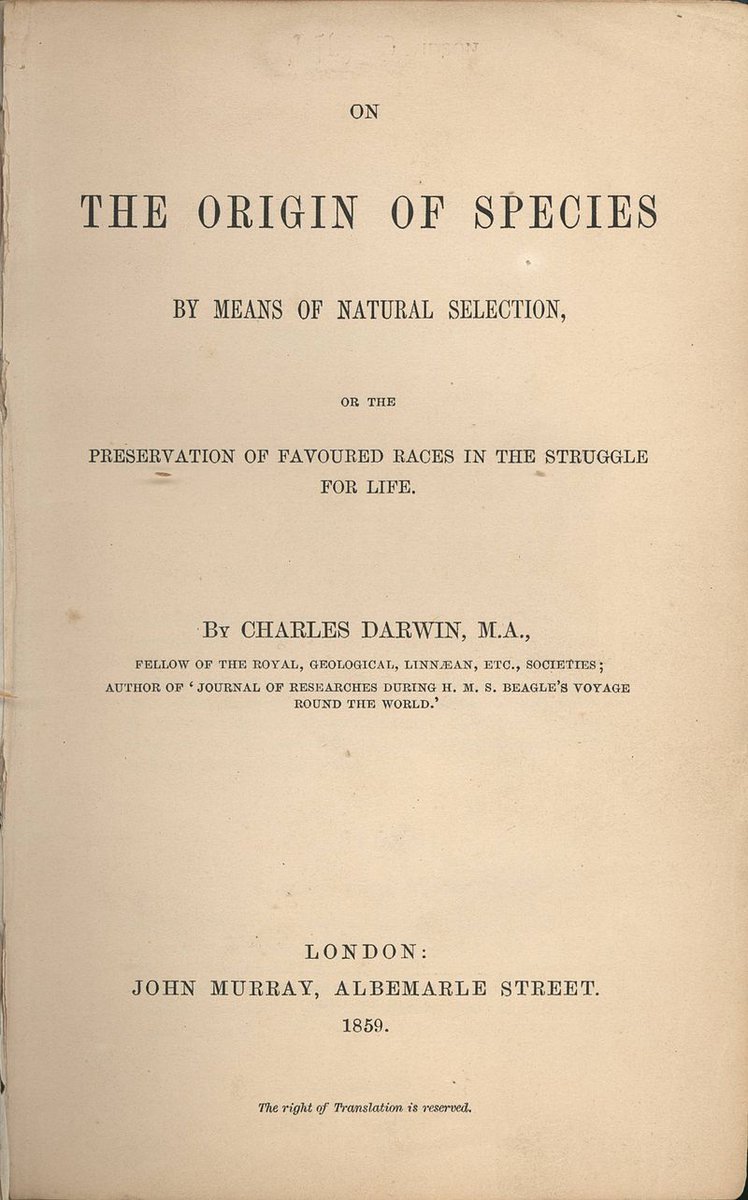 ON
THE ORIGIN OF SPECIES
BY MEANS OF NATURAL SELECTION,
OR THE
PRESERVATION OF FAVOURED RACES IN THE STRUGGLE
FOR LIFE.
BY CHARLES DARWIN, M.A.,
FELLOW OF THE ROYAL, GEOLOGICAL, LINNÆAN, ETC., SOCIETIES;
AUTHOR OF ‘JOURNAL OF RESEARCHES DURING H. M. S. BEAGLE’S VOYAGE
ROUND THE WORLD.’
LONDON:
JOHN MURRAY, ALBEMARLE STREET.
1859.
The right of Translation is reserved.